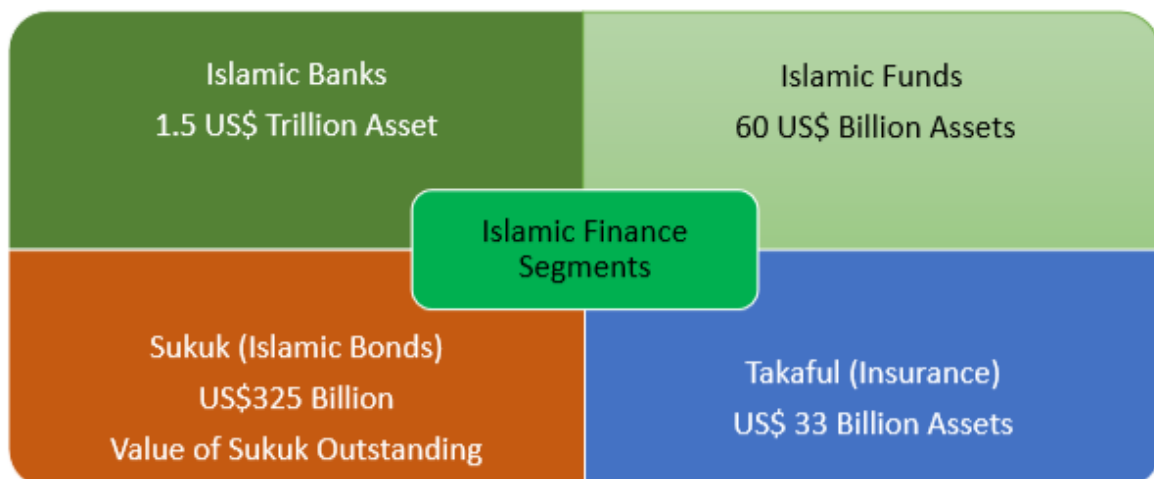 Islamic Banks
1.5 US$ Trillion Asset
Islamic Funds
60 US$ Billion Assets
Islamic Finance
Segments
Sukuk (Islamic Bonds)
US$325 Billion
Value of Sukuk Outstanding
Takaful (Insurance)
US$ 33 Billion Assets